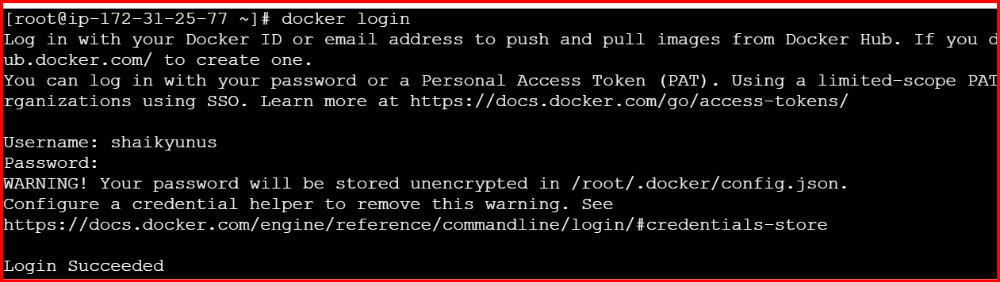 [root@ip-172-31-25-77 ~]# docker login
Log in with your Docker ID or email address to push and pull images from Docker Hub. If you d
ub.docker.com/ to create one.
You can log in with your password or a Personal Access Token (PAT). Using a limited-scope PAT
rganizations using SSO. Learn more at https://docs.docker.com/go/access-tokens/
Username: shaikyunus
Password:
WARNING! Your password will be stored unencrypted in /root/.docker/config.json.
Configure a credential helper to remove this warning. See
https://docs.docker.com/engine/reference/commandline/login/#credentials-store
Login Succeeded